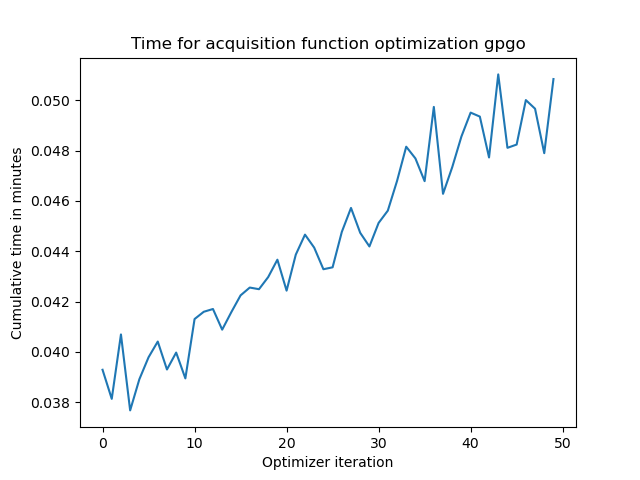 Time for acquisition function optimization gpgo
Cumulative time in minutes
0.050
0.048
0.046
0.044
0.042
0.040
0.038
0 10 20 30 40 50
Optimizer iteration